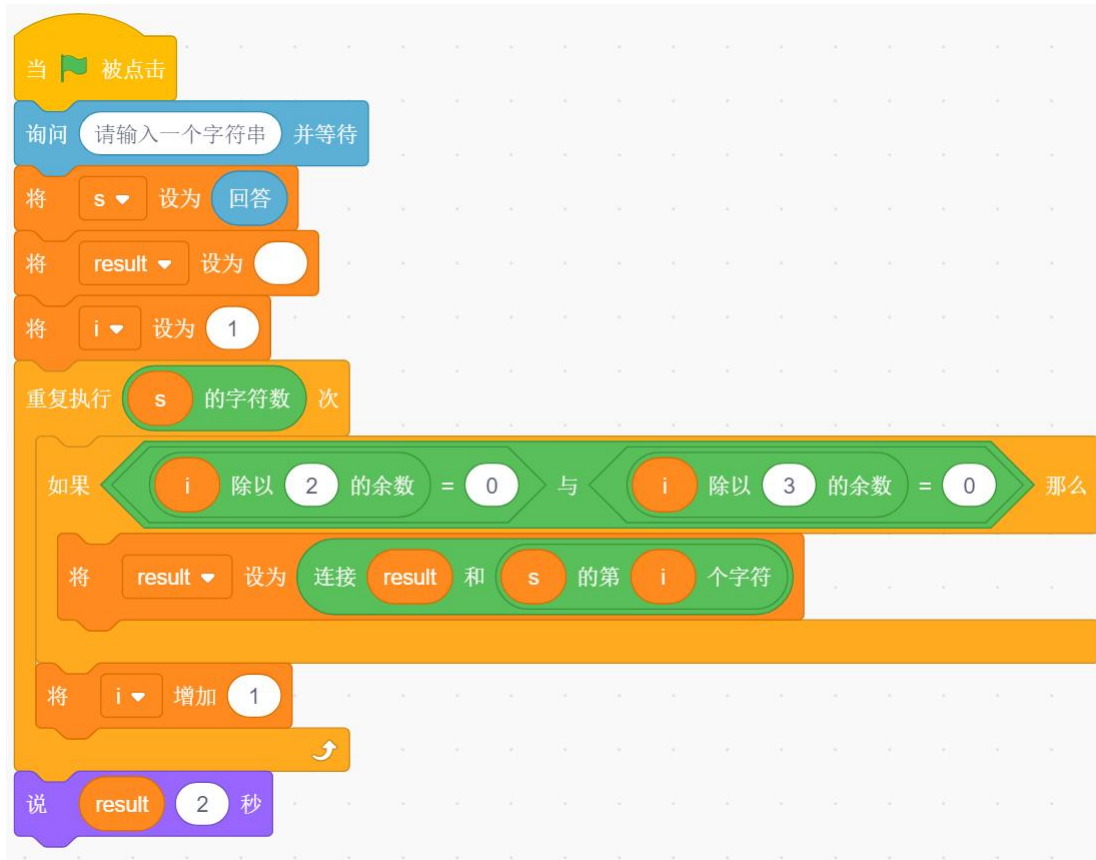 当 被点击
询问 请输入一个字符串 并等待
将 s 设为 回答
将 result 设为
将 i 设为 1
重复执行 s 的字符数 次
如果 i 除以 2 的余数 = 0 与 i 除以 3 的余数 = 0 那么
将 result 设为 连接 result 和 s 的第 i 个字符
将 i 增加 1
说 result 2 秒